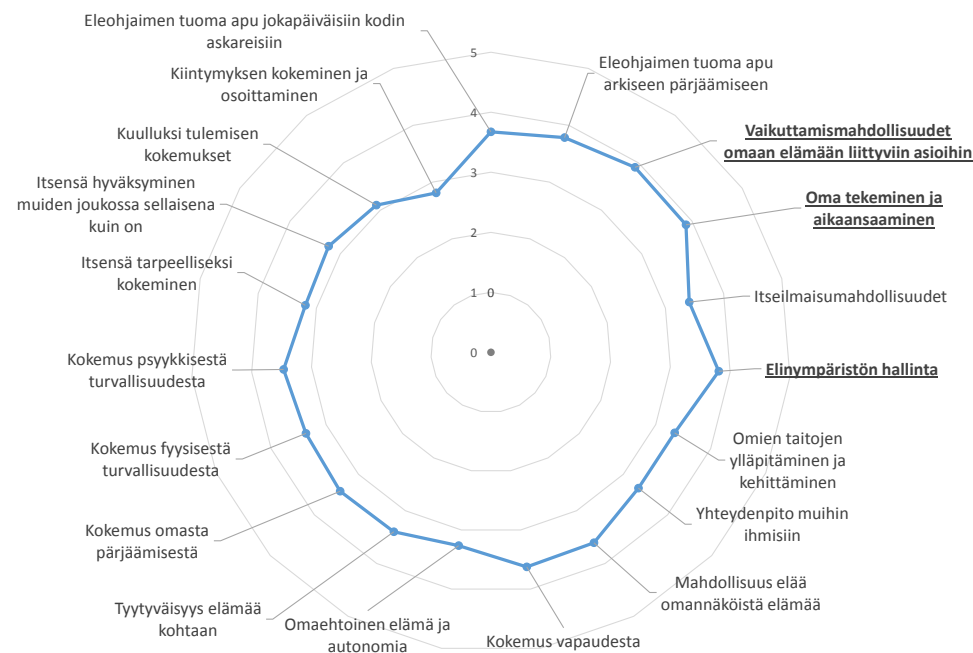 Eleohjaimen tuoma apu jokapäiväisiin kodin
askareisiin
Eleohjaimen tuoma apu
arkiseen pärjäämiseen
Vaikuttamismahdollisuudet
omaan elämään liittyviin asioihin
Oma tekeminen ja
aikaansaaminen
Itseilmaisumahdollisuudet
Elinympäristön hallinta
Omien taitojen
ylläpitäminen ja
kehittäminen
Yhteydenpito muihin
ihmisiin
Mahdollisuus elää
omannäköistä elämää
Kokemus vapaudesta
Omaehtoinen elämä ja
autonomia
Tyytyväisyys elämää
kohtaan
Kokemus omasta
pärjäämisestä
Kokemus fyysisestä
turvallisuudesta
Kokemus psyykkisestä
turvallisuudesta
Itsensä tarpeelliseksi
kokeminen
Itsensä hyväksyminen
muiden joukossa sellaisena
kuin on
Kuulluksi tulemisen
kokemukset
Kiintymyksen kokeminen ja
osoittaminen
5
4
3
2
1
0
0